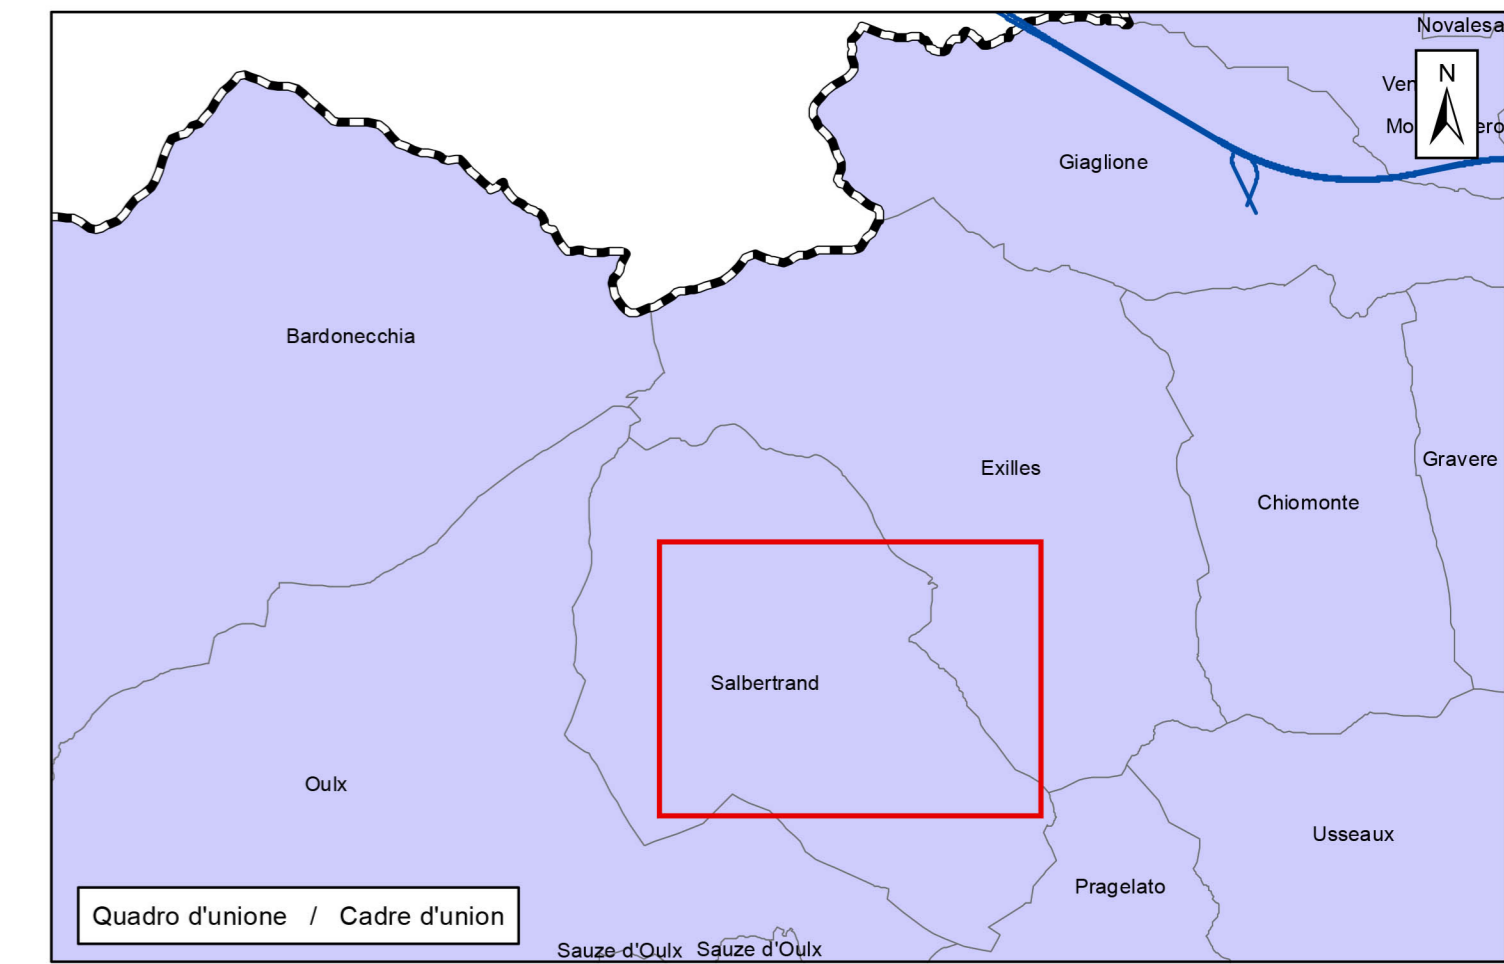 Novalesa
N
Giaglione
Bardonecchia
Exilles
Gravere
Chiomonte
Salbertrand
Oulx
Usseaux
Pragelato
Quadro d'unione / Cadre d'union
Sauze d'Oulx Sauze d'Oulx